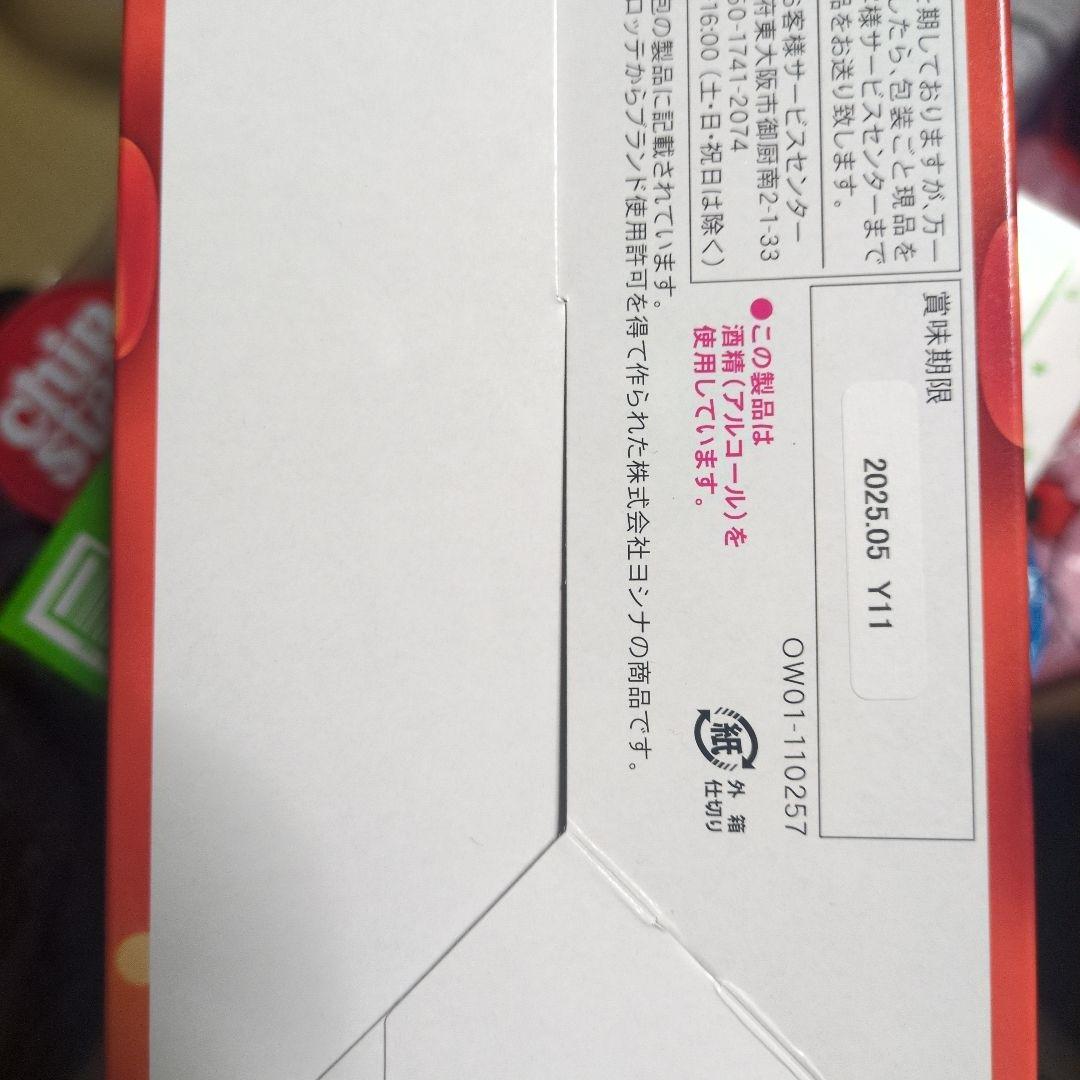 期しておりますが、万一
したら、包装ごと現品を
様サービスセンターまで
品をお送り致します。
お客様サービスセンター
府東大阪市御厨南2-1-33
60-1741-2074
16:00 (土・日・祝日は除く)
包の製品に記載されています。
ロッテからブランド使用許可を得て作られた株式会社ヨシナの商品です。
賞味期限
2025.05 Y11
●この製品は
酒精(アルコール)を
使用しています。
OW01-110257
紙
外箱
仕切り
chip
star